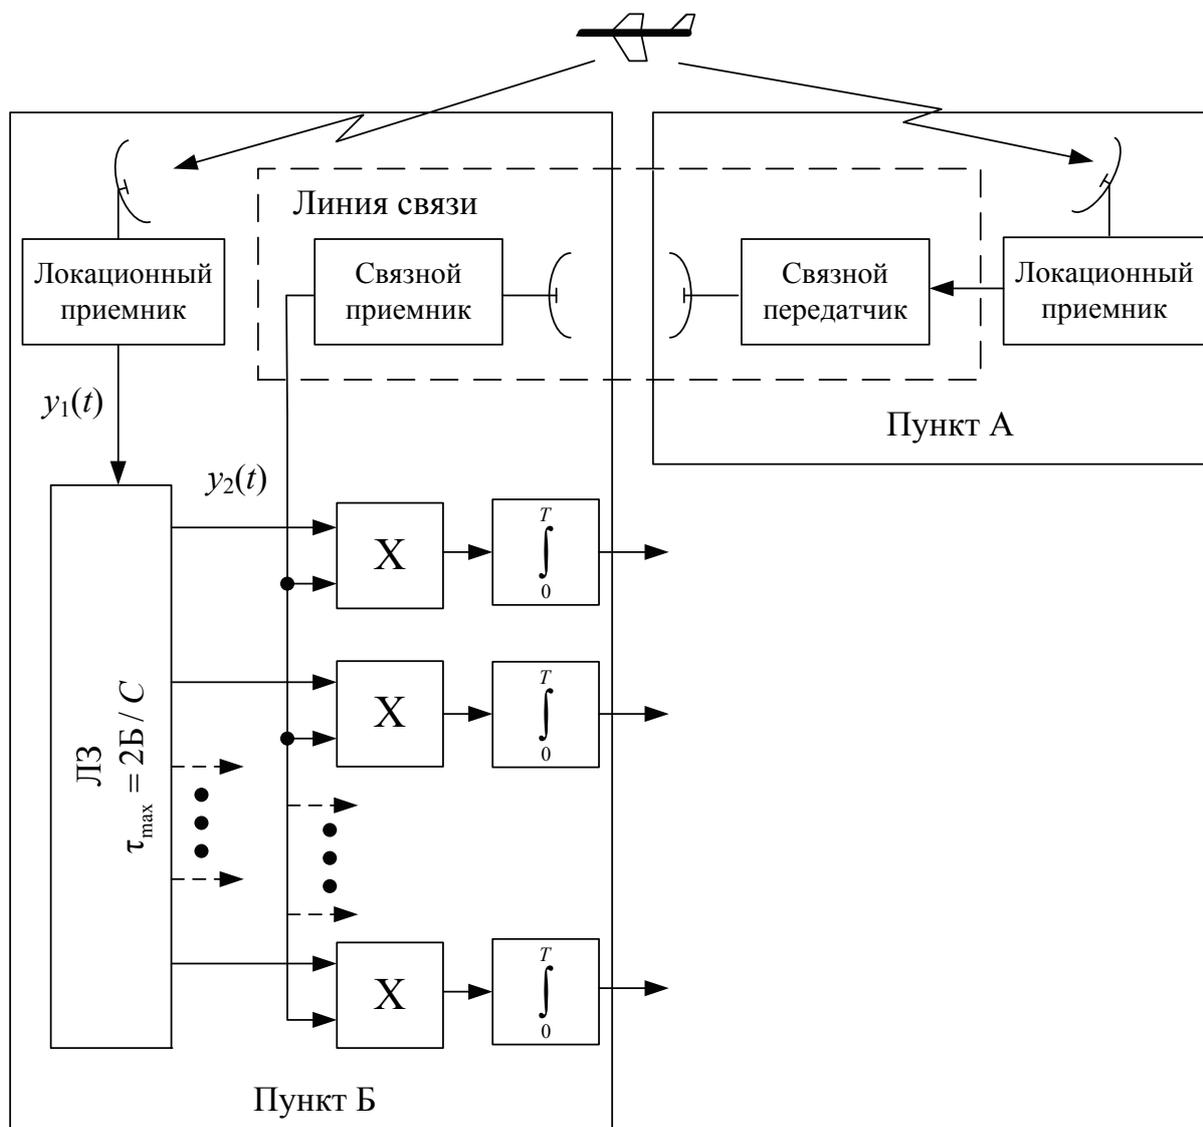 Линия связи
Локационный
приемник
Связной
приемник
Связной
передатчик
Локационный
приемник
y₁(t)
Пункт А
y₂(t)
X
T
∫
0
X
T
∫
0
ЛЗ
τmax = 2Б / C
X
T
∫
0
Пункт Б